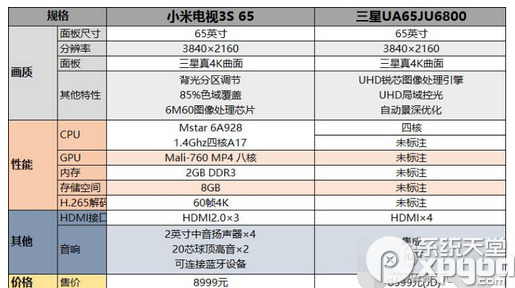 规格 小米电视3S 65 三星UA65JU6800
画质
面板尺寸 65英寸 65英寸
分辨率 3840×2160 3840×2160
面板 三星真4K曲面 三星真4K曲面
其他特性
背光分区调节 UHD锐芯图像处理引擎
85%色域覆盖 UHD局域控光
6M60图像处理芯片 自动景深优化
性能
CPU
Mstar 6A928 四核
1.4Ghz四核A17 未标注
GPU Mali-760 MP4 八核 未标注
内存 2GB DDR3 未标注
存储空间 8GB 未标注
H.265解码 60帧4K 未标注
其他
HDMI接口 HDMI2.0×3 HDMI×4
音响
2英寸中音扬声器×4
20芯球顶高音×2
可连接蓝牙设备
价格 售价 8999元
系统天堂